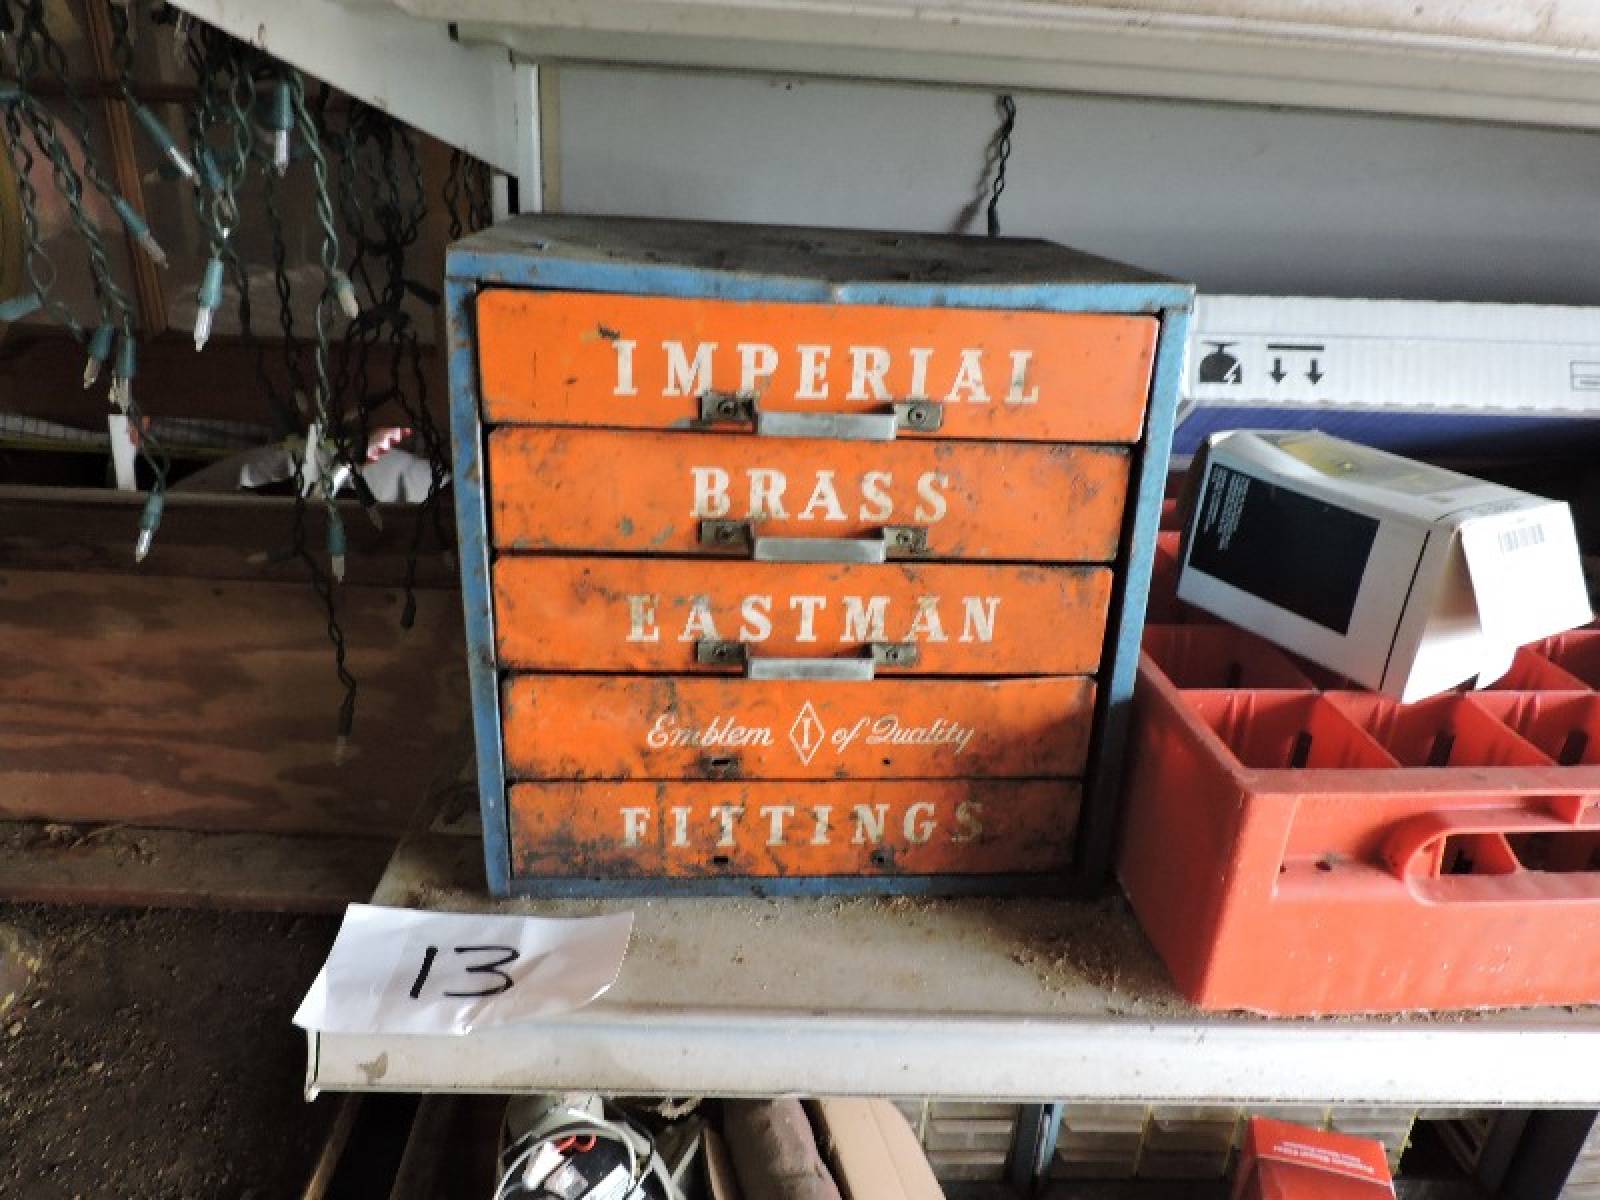 IMPERIAL
BRASS
EASTMAN
Emblem I of Quality
FITTINGS
13